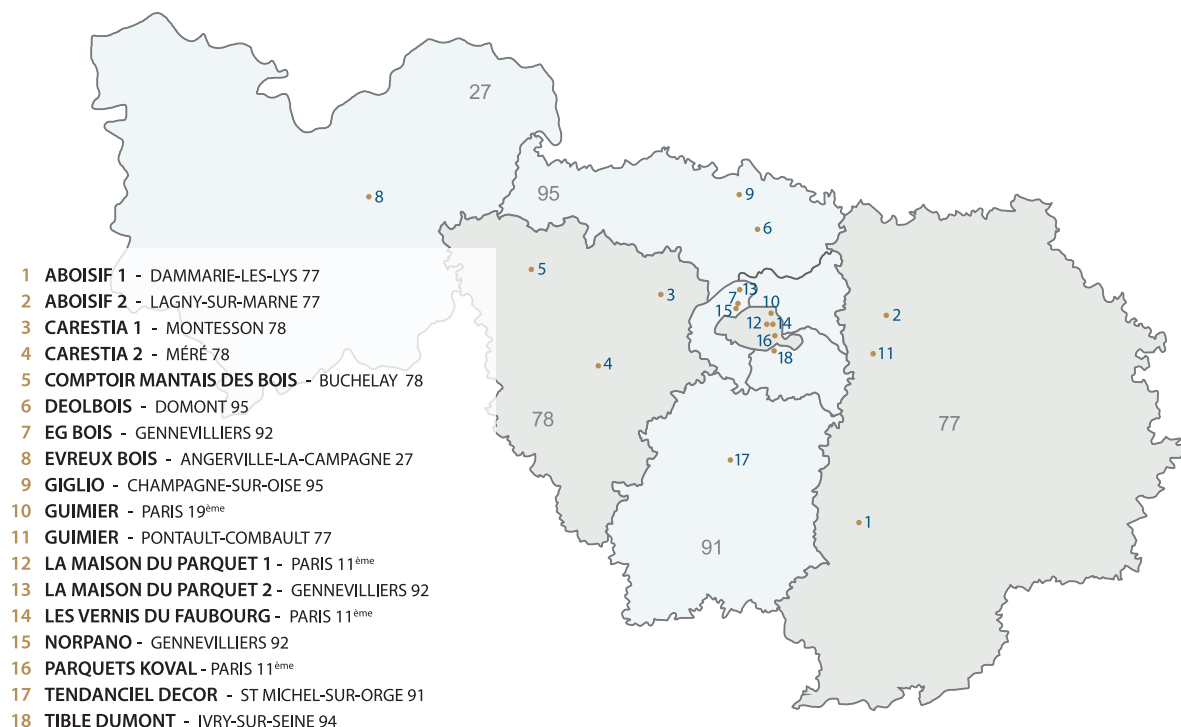 27
95
8
9
6
5
3
13
7
10
15
12
14
16
18
2
11
4
78
77
17
91
1
1 ABOISIF 1 - DAMMARIE-LES-LYS 77
2 ABOISIF 2 - LAGNY-SUR-MARNE 77
3 CARESTIA 1 - MONTESSON 78
4 CARESTIA 2 - MÉRÉ 78
5 COMPTOIR MANTAIS DES BOIS - BUCHELAY 78
6 DEOLBOIS - DOMONT 95
7 EG BOIS - GENNEVILLIERS 92
8 EVREUX BOIS - ANGERVILLE-LA-CAMPAGNE 27
9 GIGLIO - CHAMPAGNE-SUR-OISE 95
10 GUIMIER - PARIS 19ème
11 GUIMIER - PONTAULT-COMBAULT 77
12 LA MAISON DU PARQUET 1 - PARIS 11ème
13 LA MAISON DU PARQUET 2 - GENNEVILLIERS 92
14 LES VERNIS DU FAUBOURG - PARIS 11ème
15 NORPANO - GENNEVILLIERS 92
16 PARQUETS KOVAL - PARIS 11ème
17 TENDANCIEL DECOR - ST MICHEL-SUR-ORGE 91
18 TIBLE DUMONT - IVRY-SUR-SEINE 94